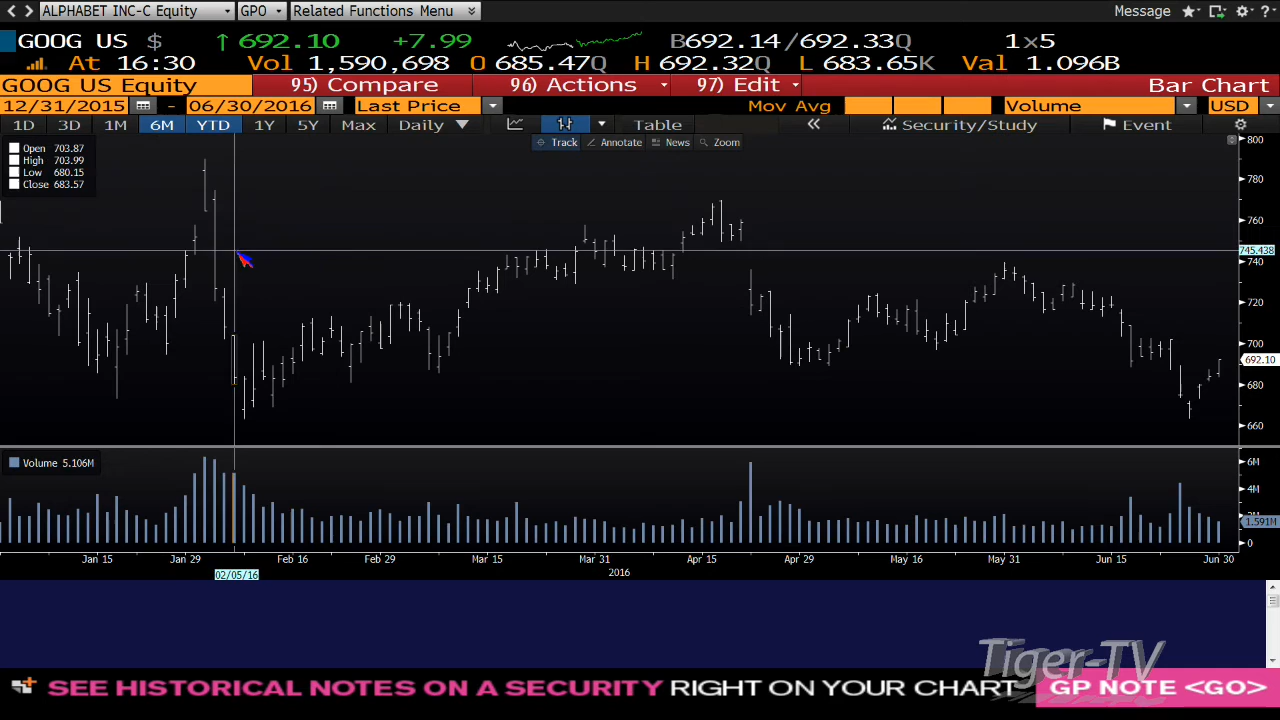 ALPHABET INC-C Equity GPO Related Functions Menu Message ?
GOOG US $ ↑ 692.10 +7.99 B692.14/692.33Q 1x5
At 16:30 Vol 1,590,698 O 685.47Q H 692.32Q L 683.65K Val 1.096B
GOOG US Equity 95) Compare 96) Actions 97) Edit Bar Chart
12/31/2015 - 06/30/2016 Last Price Mov Avg Volume USD
1D 3D 1M 6M YTD 1Y 5Y Max Daily Table « Security/Study Event
Track Annotate News Zoom
Open 703.87
High 703.99
Low 680.15
Close 683.57
800
780
760
745.438
740
720
700
692.10
680
660
Volume 5.106M
6M
4M
2M
1.591M
0
Jan 15 Jan 29 Feb 16 Feb 29 Mar 15 Mar 31 Apr 15 Apr 29 May 16 May 31 Jun 15 Jun 30
02/05/16 2016
Tiger-TV
SEE HISTORICAL NOTES ON A SECURITY RIGHT ON YOUR CHART GP NOTE <GO>